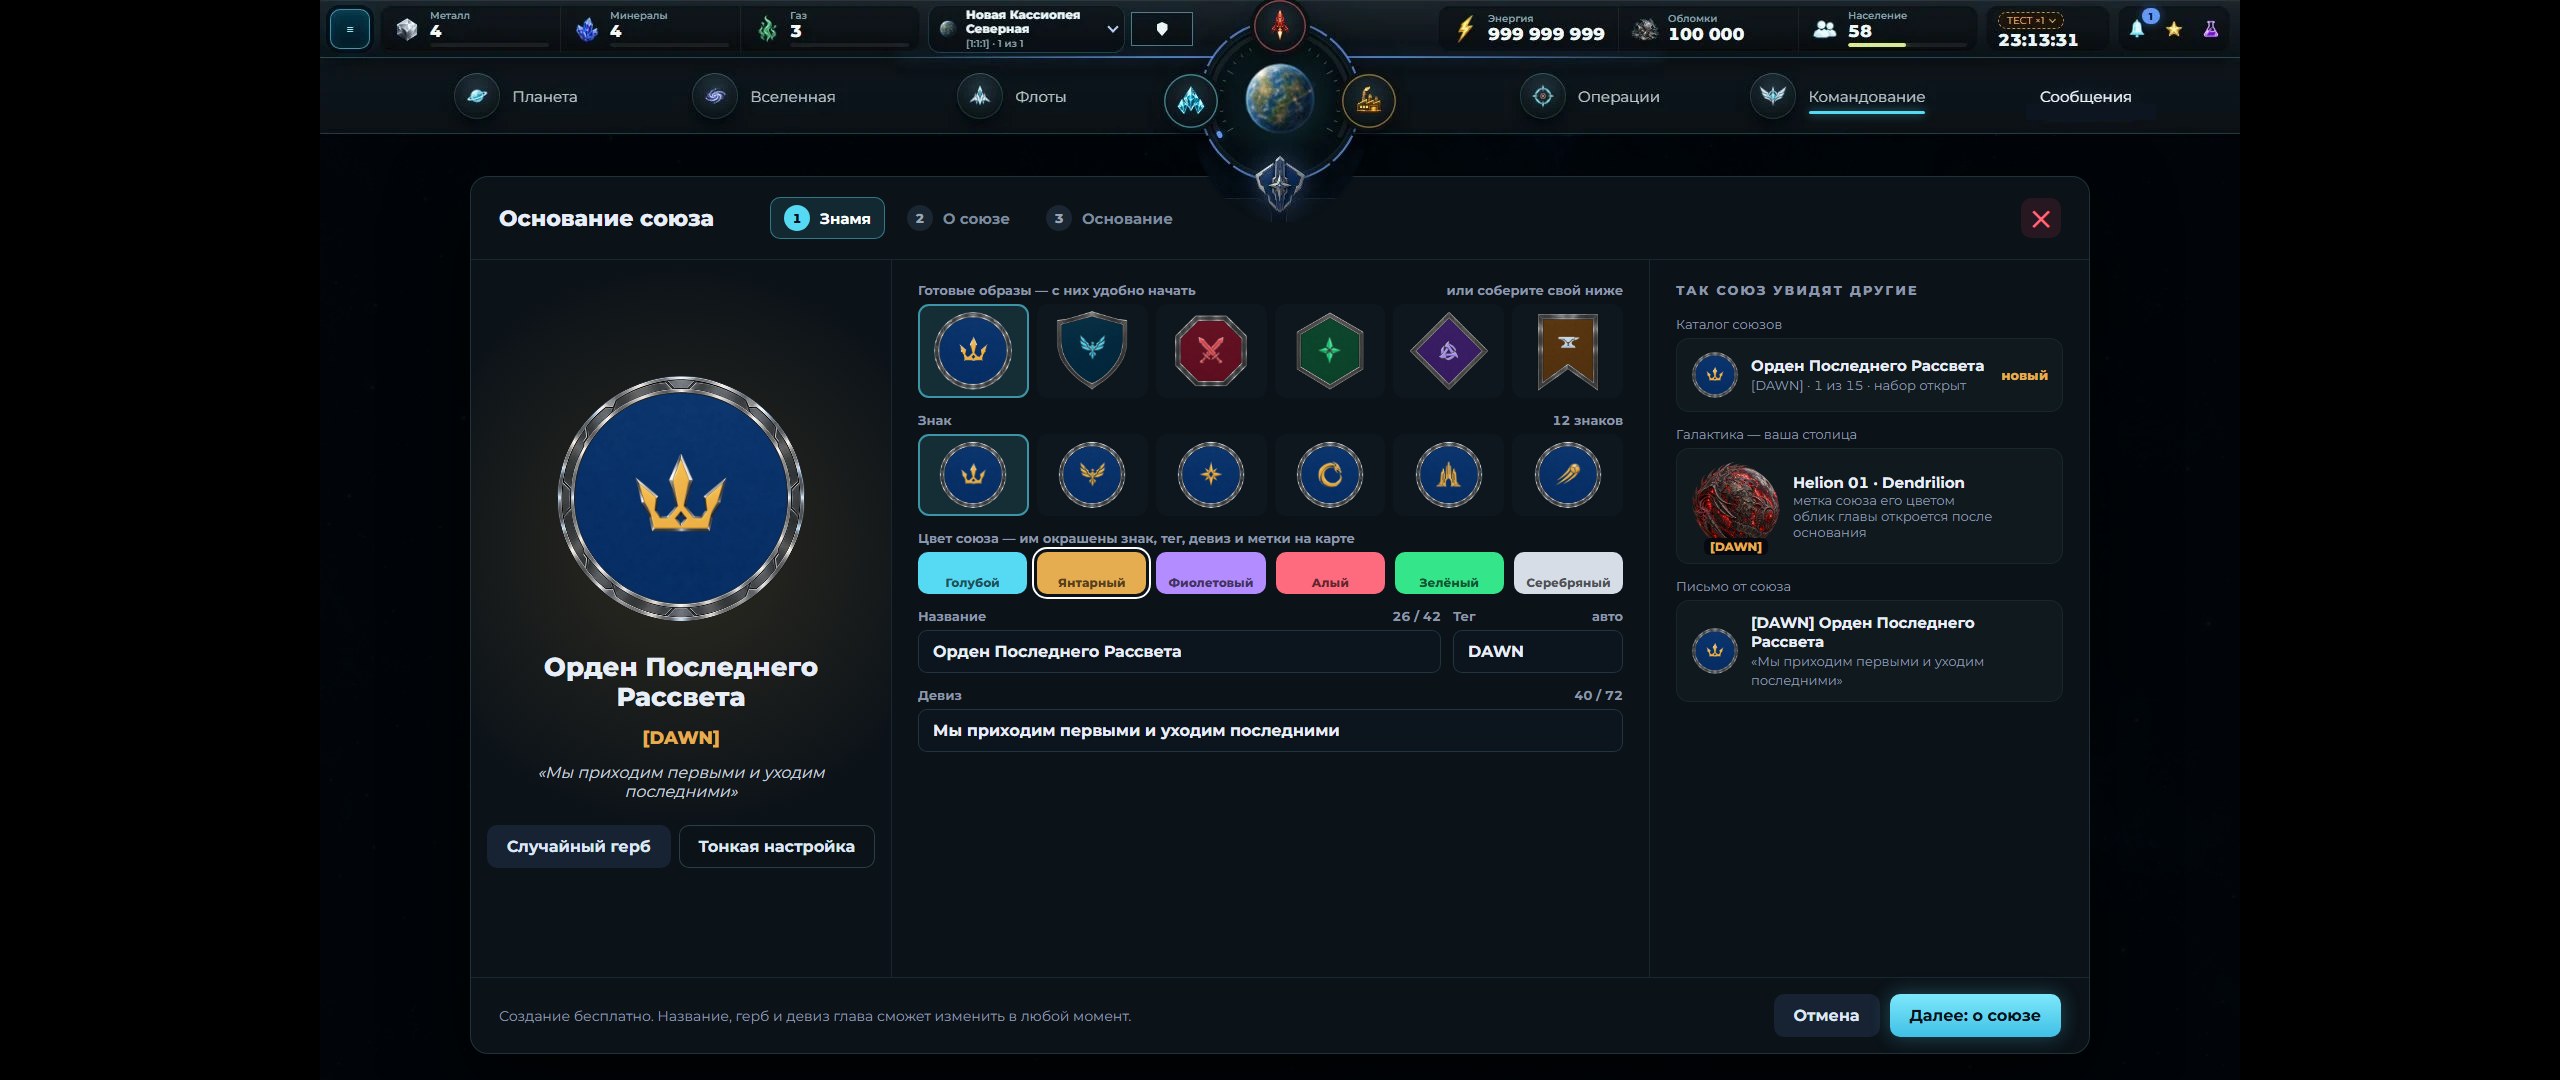 Металл
4
Минералы
4
Газ
3
Новая Кассиопея
Северная
[1:1:1] · 1 из 1
Энергия
999 999 999
Обломки
100 000
Население
58
ТЕСТ ×1
23:13:31
1
Планета
Вселенная
Флоты
Операции
Командование
Сообщения
Основание союза
1 Знамя
2 О союзе
3 Основание
Орден Последнего
Рассвета
[DAWN]
«Мы приходим первыми и уходим
последними»
Случайный герб
Тонкая настройка
Готовые образы — с них удобно начать
или соберите свой ниже
Знак
12 знаков
Цвет союза — им окрашены знак, тег, девиз и метки на карте
Голубой
Янтарный
Фиолетовый
Алый
Зелёный
Серебряный
Название
26 / 42
Тег
авто
Орден Последнего Рассвета
DAWN
Девиз
40 / 72
Мы приходим первыми и уходим последними
ТАК СОЮЗ УВИДЯТ ДРУГИЕ
Каталог союзов
Орден Последнего Рассвета
[DAWN] · 1 из 15 · набор открыт
новый
Галактика — ваша столица
Helion 01 · Dendrilion
метка союза его цветом
облик главы откроется после
основания
[DAWN]
Письмо от союза
[DAWN] Орден Последнего
Рассвета
«Мы приходим первыми и уходим
последними»
Создание бесплатно. Название, герб и девиз глава сможет изменить в любой момент.
Отмена
Далее: о союзе